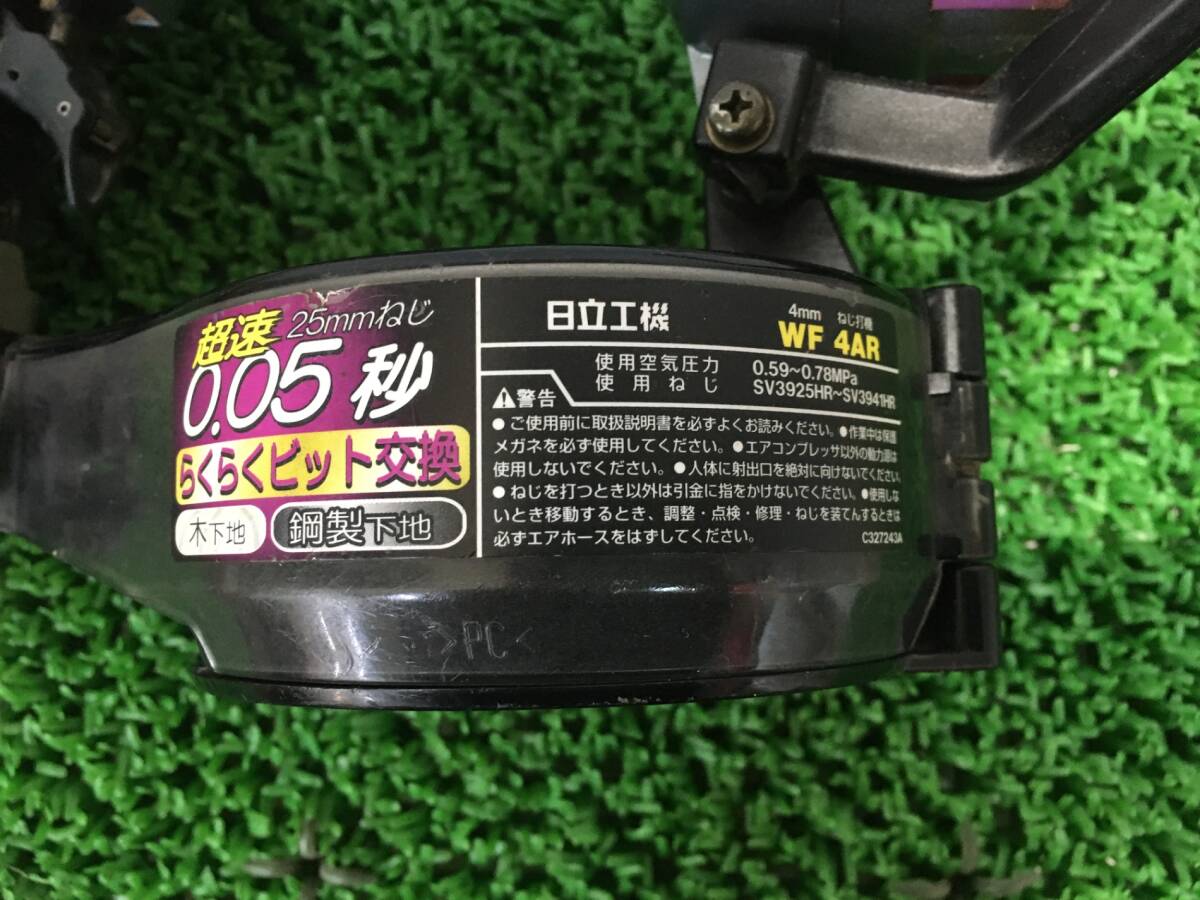 超速 25mmねじ
0.05秒
らくらくビット交換
木下地 鋼製下地
日立工機
4mm ねじ打機
WF 4AR
使用空気圧力 0.59~0.78MPa
使用ねじ SV3925HR~SV3941HR
警告
●ご使用前に取扱説明書を必ずよくお読みください。●作業中は保護
メガネを必ず使用してください。●エアコンプレッサ以外の動力源は
使用しないでください。●人体に射出口を絶対に向けないでください。
●ねじを打つとき以外は引金に指をかけないでください。●使用しな
いとき移動するとき、調整・点検・修理・ねじを装てんするときは
必ずエアホースをはずしてください。
C327243A
>PC<